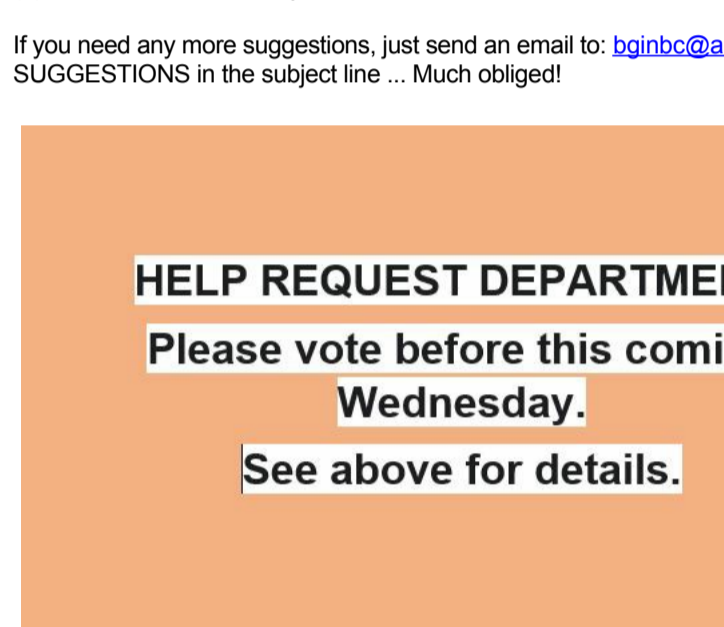 If you need any more suggestions, just send an email to: bginbc@a
SUGGESTIONS in the subject line ... Much obliged!
HELP REQUEST DEPARTME
Please vote before this comi
Wednesday.
See above for details.